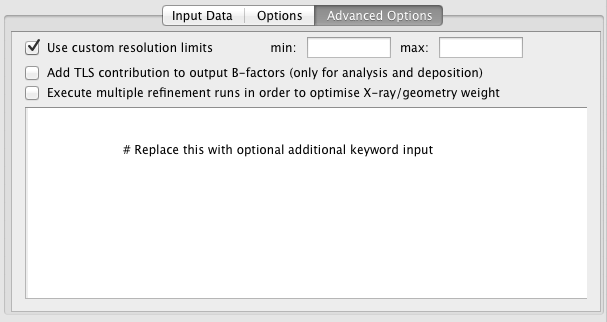 Input Data Options Advanced Options
Use custom resolution limits min: max:
Add TLS contribution to output B-factors (only for analysis and deposition)
Execute multiple refinement runs in order to optimise X-ray/geometry weight
# Replace this with optional additional keyword input